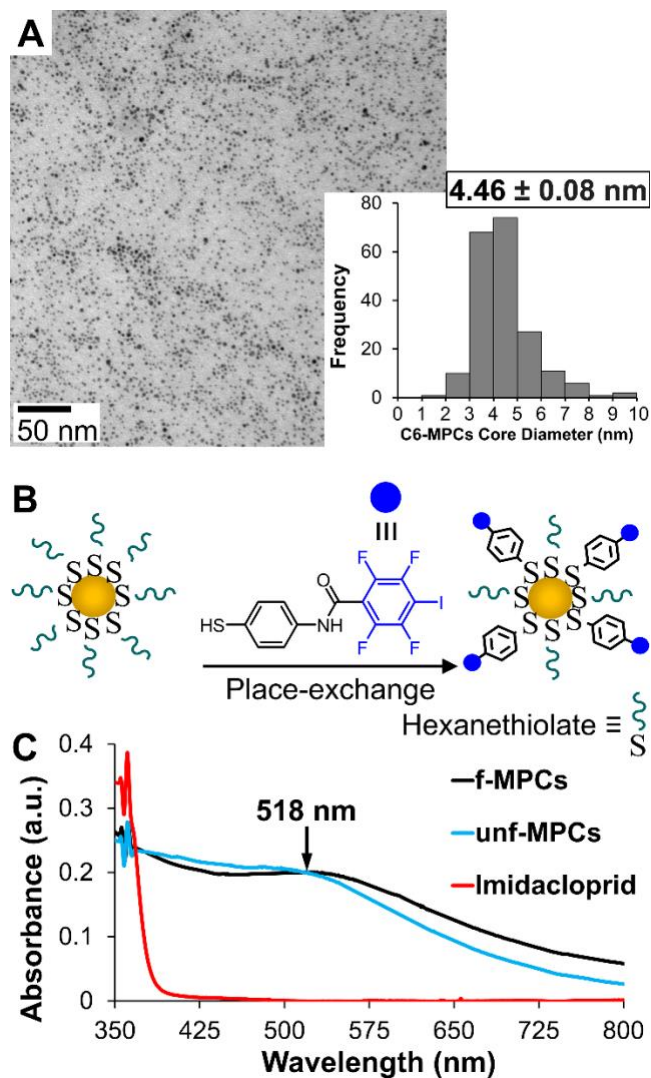 A
50 nm
4.46 ± 0.08 nm
Frequency
80
60
40
20
0
0 1 2 3 4 5 6 7 8 9 10
C6-MPCs Core Diameter (nm)
B
S S S S S S S S
HS
O
NH
F F F F
I
Place-exchange
S S S S S S S S
Hexanethiolate ≡ S
C
Absorbance (a.u.)
0.4
0.3
0.2
0.1
0
518 nm
f-MPCs
unf-MPCs
Imidacloprid
350 425 500 575 650 725 800
Wavelength (nm)